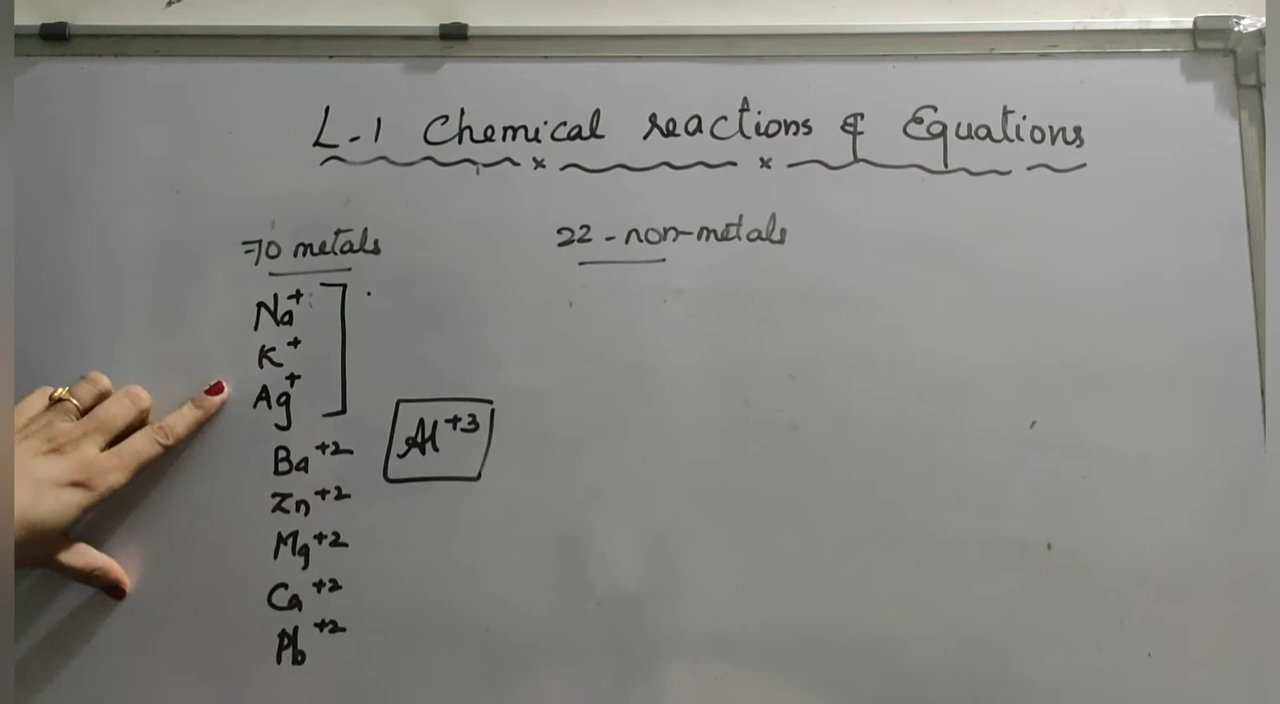 L-1 Chemical reactions & Equations
70 metals
22 - non-metals
Na⁺
K⁺
Ag⁺
Ba⁺²
Al⁺³
Zn⁺²
Mg⁺²
Ca⁺²
Pb⁺²